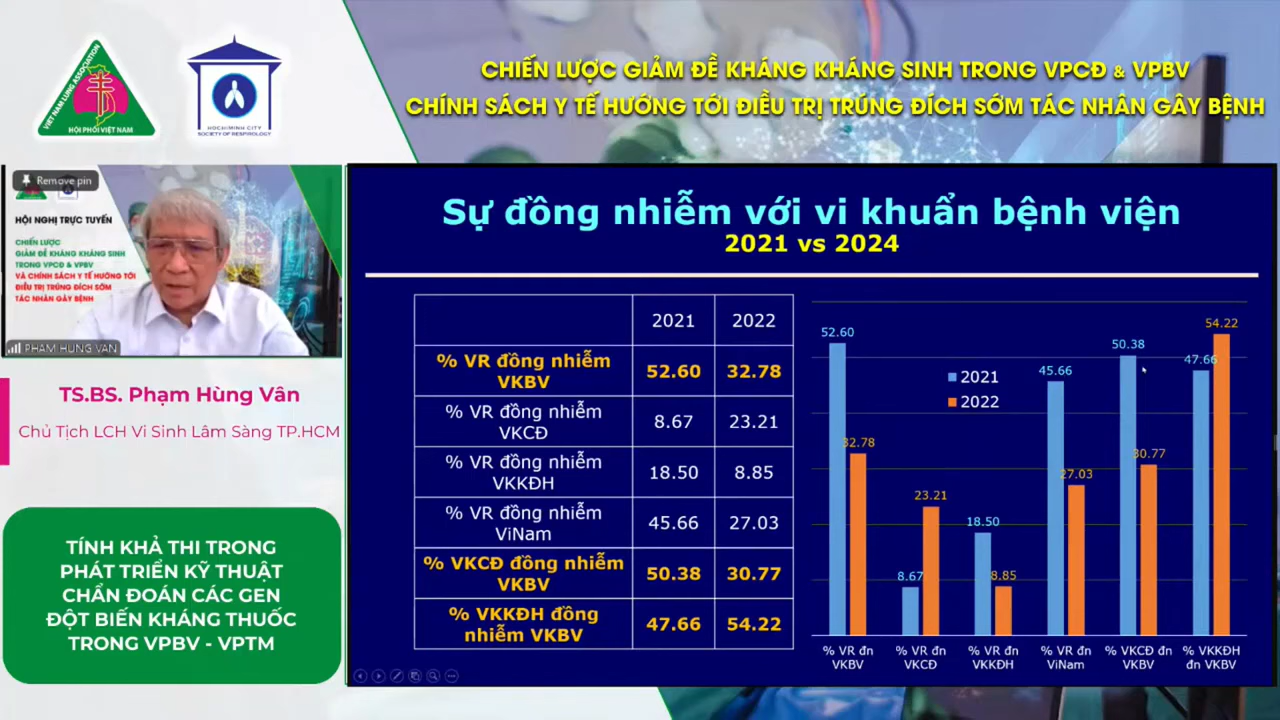 VIET NAM LUNG ASSOCIATION
HỘI PHỔI VIỆT NAM
HOCHIMINH CITY
SOCIETY OF RESPIROLOGY
CHIẾN LƯỢC GIẢM ĐỀ KHÁNG KHÁNG SINH TRONG VPCĐ & VPBV
CHÍNH SÁCH Y TẾ HƯỚNG TỚI ĐIỀU TRỊ TRÚNG ĐÍCH SỚM TÁC NHÂN GÂY BỆNH
Remove pin
HỘI NGHỊ TRỰC TUYẾN
CHIẾN LƯỢC
GIẢM ĐỀ KHÁNG KHÁNG SINH
TRONG VPCĐ & VPBV
VÀ CHÍNH SÁCH Y TẾ HƯỚNG TỚI
ĐIỀU TRỊ TRÚNG ĐÍCH SỚM
TÁC NHÂN GÂY BỆNH
PHAM HUNG VAN
TS.BS. Phạm Hùng Vân
Chủ Tịch LCH Vi Sinh Lâm Sàng TP.HCM
TÍNH KHẢ THI TRONG
PHÁT TRIỂN KỸ THUẬT
CHẨN ĐOÁN CÁC GEN
ĐỘT BIẾN KHÁNG THUỐC
TRONG VPBV - VPTM
Sự đồng nhiễm với vi khuẩn bệnh viện
2021 vs 2024
2021 2022
% VR đồng nhiễm
VKBV 52.60 32.78
% VR đồng nhiễm
VKCĐ 8.67 23.21
% VR đồng nhiễm
VKKĐH 18.50 8.85
% VR đồng nhiễm
ViNam 45.66 27.03
% VKCĐ đồng nhiễm
VKBV 50.38 30.77
% VKKĐH đồng
nhiễm VKBV 47.66 54.22
52.60 32.78
8.67 23.21
18.50 8.85
45.66 27.03
50.38 30.77
47.66 54.22
2021
2022
% VR đn
VKBV
% VR đn
VKCĐ
% VR đn
VKKĐH
% VR đn
ViNam
% VKCĐ đn
VKBV
% VKKĐH
đn VKBV